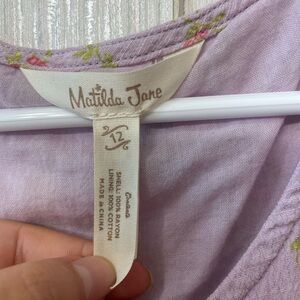 Matilda Jane
12
SHELL: 100% RAYON
LINING: 100% COTTON
MADE IN CHINA